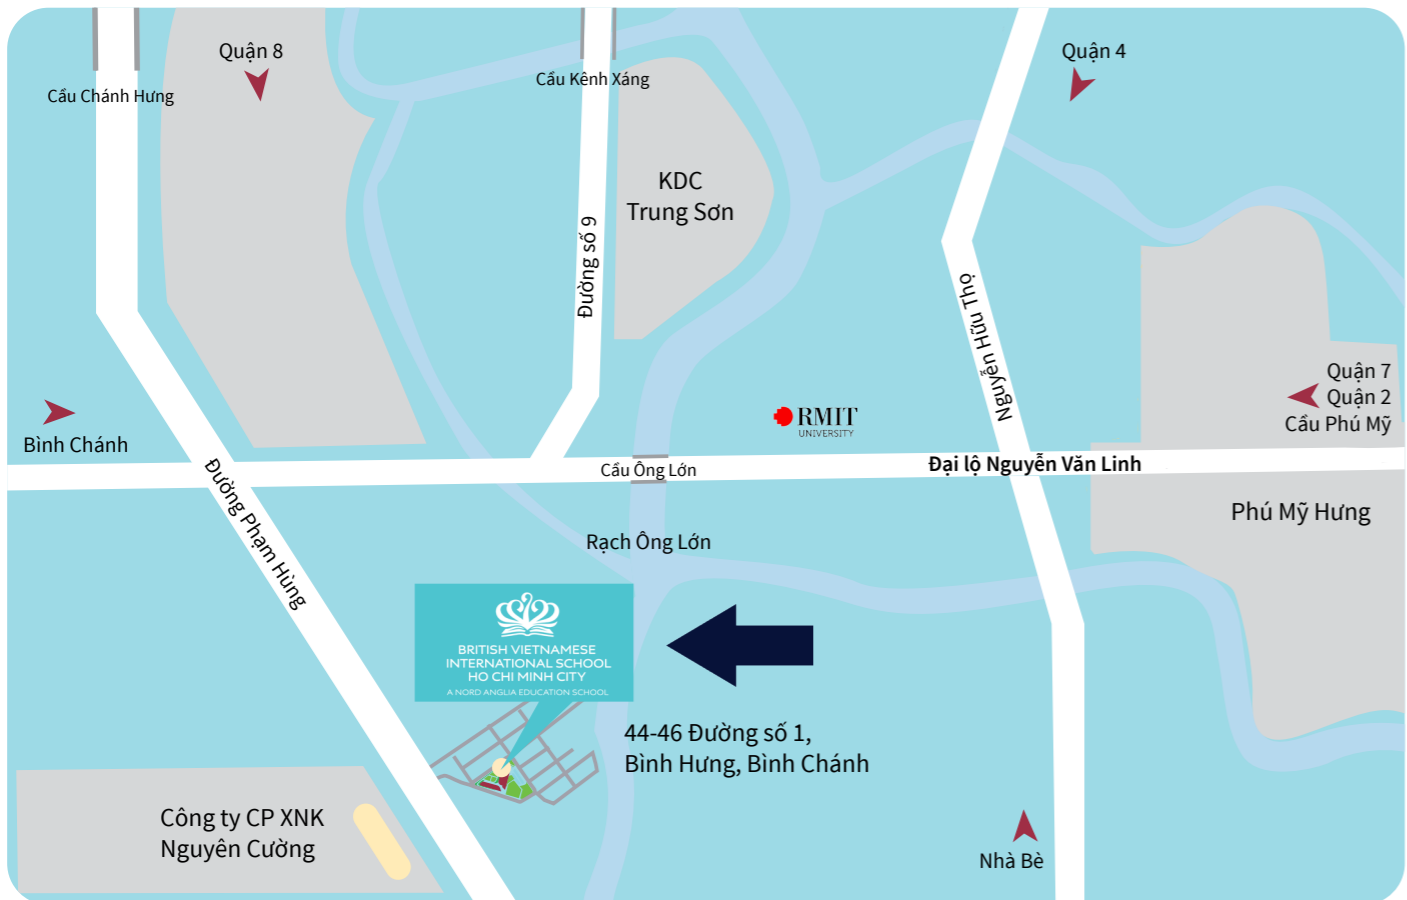 Quận 8
Quận 4
Cầu Chánh Hưng
Cầu Kênh Xáng
KDC
Trung Sơn
Đường số 9
Nguyễn Hữu Thọ
Quận 7
Quận 2
Cầu Phú Mỹ
RMIT
UNIVERSITY
Bình Chánh
Cầu Ông Lớn
Đại lộ Nguyễn Văn Linh
Đường Phạm Hùng
Phú Mỹ Hưng
Rạch Ông Lớn
BRITISH VIETNAMESE
INTERNATIONAL SCHOOL
HO CHI MINH CITY
A NORD ANGLIA EDUCATION SCHOOL
44-46 Đường số 1,
Bình Hưng, Bình Chánh
Công ty CP XNK
Nguyên Cường
Nhà Bè